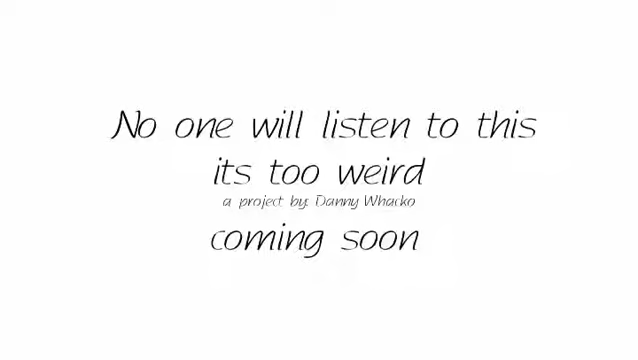 No one will listen to this
its too weird
a project by: Danny Whacko
coming soon